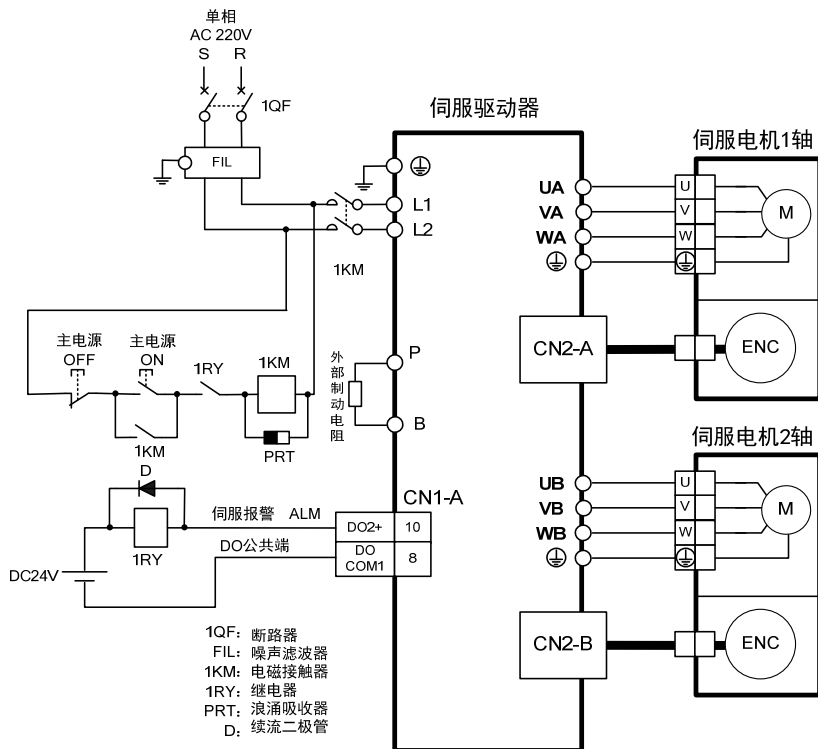 单相
AC 220V
S R
1QF
FIL
伺服驱动器
L1
L2
1KM
主电源
OFF
主电源
ON
1RY
1KM
1KM
PRT
外部制动电阻
P
B
D
1RY
DC24V
伺服报警 ALM
DO公共端
CN1-A
DO2+ 10
DO
COM1 8
UA
VA
WA
CN2-A
伺服电机1轴
U
V
W
M
ENC
UB
VB
WB
CN2-B
伺服电机2轴
U
V
W
M
ENC
1QF：断路器
FIL：噪声滤波器
1KM：电磁接触器
1RY：继电器
PRT：浪涌吸收器
D：续流二极管